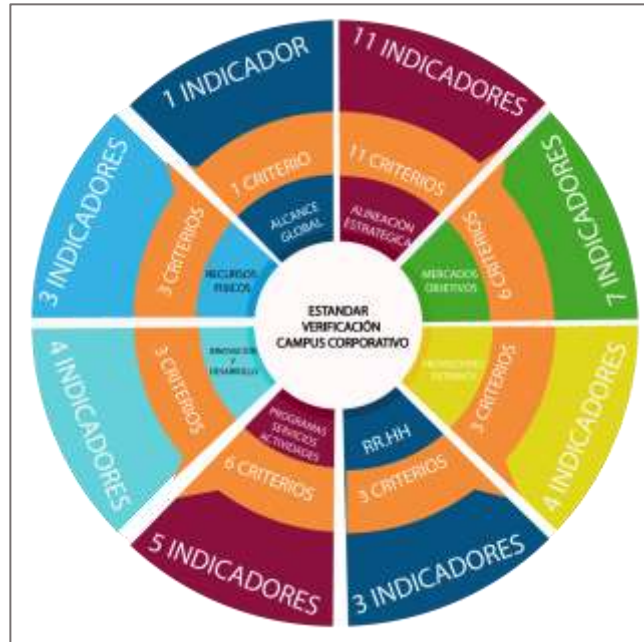 1 INDICADOR
1 CRITERIO
ALCANCE
GLOBAL
11 INDICADORES
11 CRITERIOS
ALINEACIÓN
ESTRATEGICA
7 INDICADORES
6 CRITERIOS
MERCADOS
OBJETIVOS
4 INDICADORES
3 CRITERIOS
3 INDICADORES
3 CRITERIOS
RR.HH
5 INDICADORES
6 CRITERIOS
PROGRAMAS
SERVICIOS
ACTIVIDADES
4 INDICADORES
3 CRITERIOS
INNOVACIÓN
Y
DESARROLLO
3 INDICADORES
3 CRITERIOS
RECURSOS
FISICOS
ESTANDAR
VERIFICACIÓN
CAMPUS CORPORATIVO